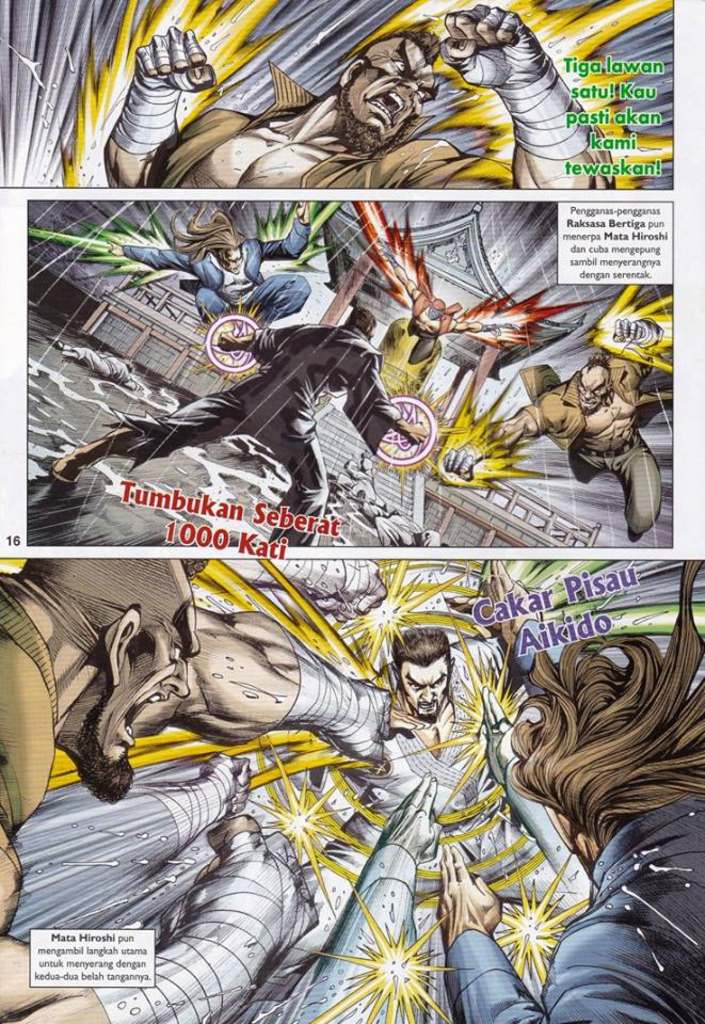 Tiga lawan
satu! Kau
pasti akan
kami
tewaskan!
Pengganas-pengganas
Raksasa Bertiga pun
menerpa Mata Hiroshi
dan cuba mengepung
sambil menyerangnya
dengan serentak.
Tumbukan Seberat
1000 Kati
16
Cakar Pisau
Aikido
Mata Hiroshi pun
mengambil langkah utama
untuk menyerang dengan
kedua-dua belah tangannya.